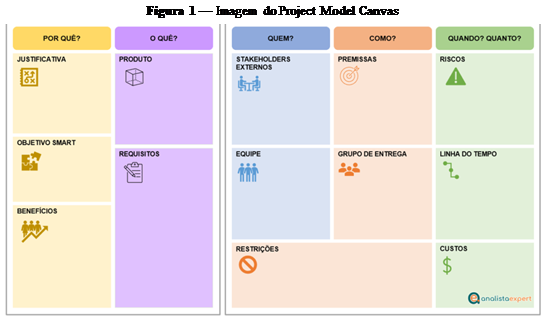 Figura 1 — Imagem do Project Model Canvas
POR QUÊ?
JUSTIFICATIVA
OBJETIVO SMART
BENEFÍCIOS
O QUÊ?
PRODUTO
REQUISITOS
QUEM?
STAKEHOLDERS
EXTERNOS
EQUIPE
COMO?
PREMISSAS
GRUPO DE ENTREGA
RESTRIÇÕES
QUANDO? QUANTO?
RISCOS
LINHA DO TEMPO
CUSTOS
$
analistaexpert